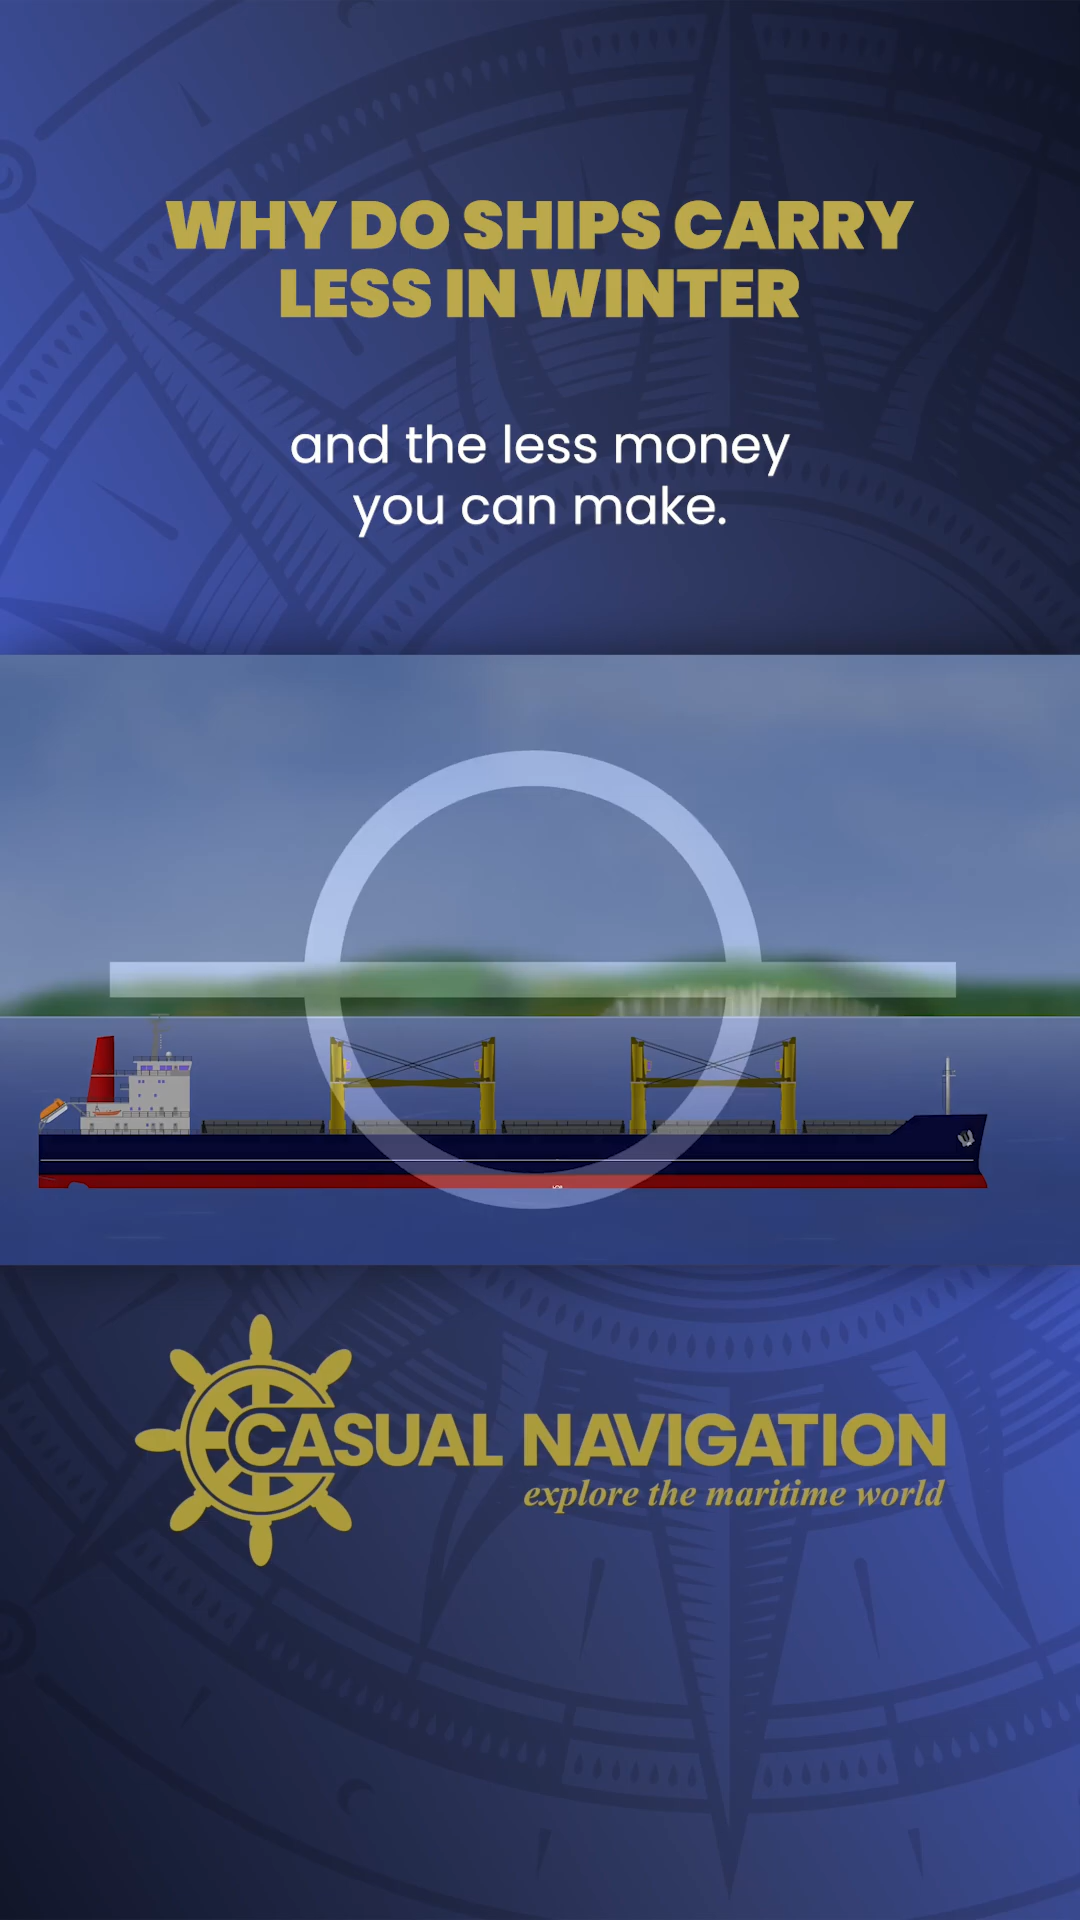 WHY DO SHIPS CARRY
LESS IN WINTER
and the less money
you can make.
CASUAL NAVIGATION
explore the maritime world